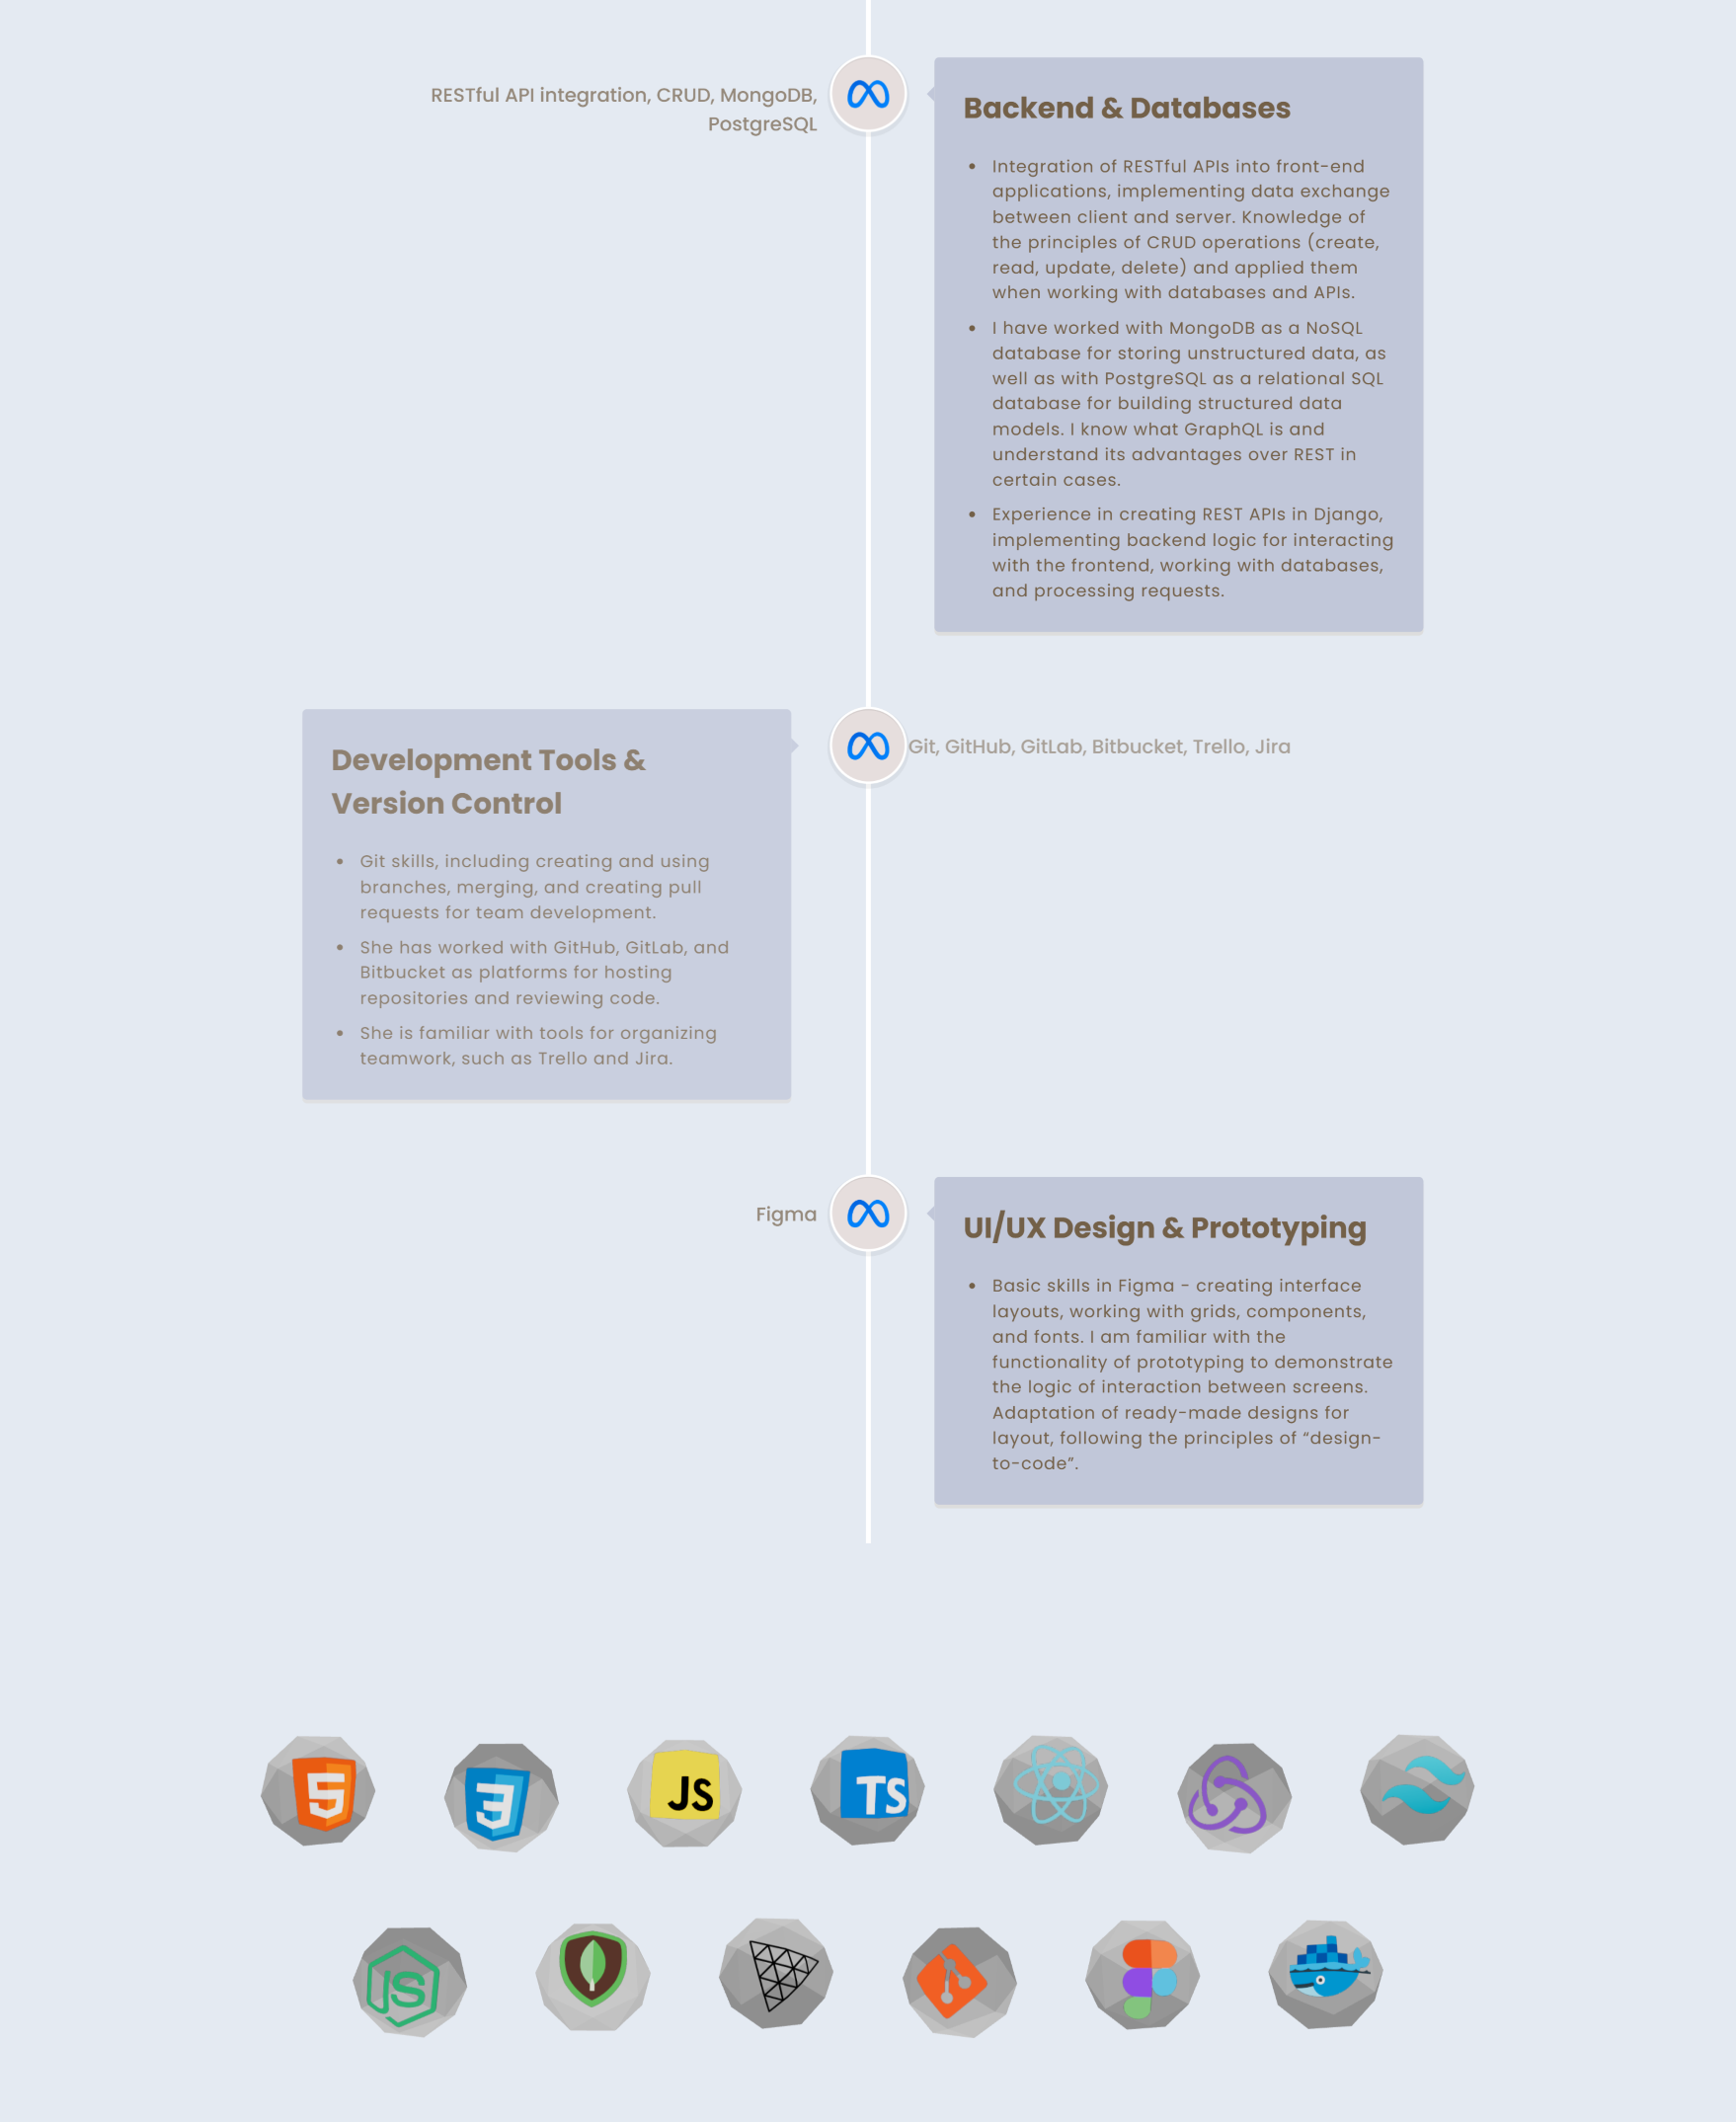 RESTful API integration, CRUD, MongoDB,
PostgreSQL
Backend & Databases
• Integration of RESTful APIs into front-end
applications, implementing data exchange
between client and server. Knowledge of
the principles of CRUD operations (create,
read, update, delete) and applied them
when working with databases and APIs.
• I have worked with MongoDB as a NoSQL
database for storing unstructured data, as
well as with PostgreSQL as a relational SQL
database for building structured data
models. I know what GraphQL is and
understand its advantages over REST in
certain cases.
• Experience in creating REST APIs in Django,
implementing backend logic for interacting
with the frontend, working with databases,
and processing requests.
Development Tools &
Version Control
• Git skills, including creating and using
branches, merging, and creating pull
requests for team development.
• She has worked with GitHub, GitLab, and
Bitbucket as platforms for hosting
repositories and reviewing code.
• She is familiar with tools for organizing
teamwork, such as Trello and Jira.
Git, GitHub, GitLab, Bitbucket, Trello, Jira
Figma
UI/UX Design & Prototyping
• Basic skills in Figma - creating interface
layouts, working with grids, components,
and fonts. I am familiar with the
functionality of prototyping to demonstrate
the logic of interaction between screens.
Adaptation of ready-made designs for
layout, following the principles of “design-
to-code”.
5
3
JS
TS
JS